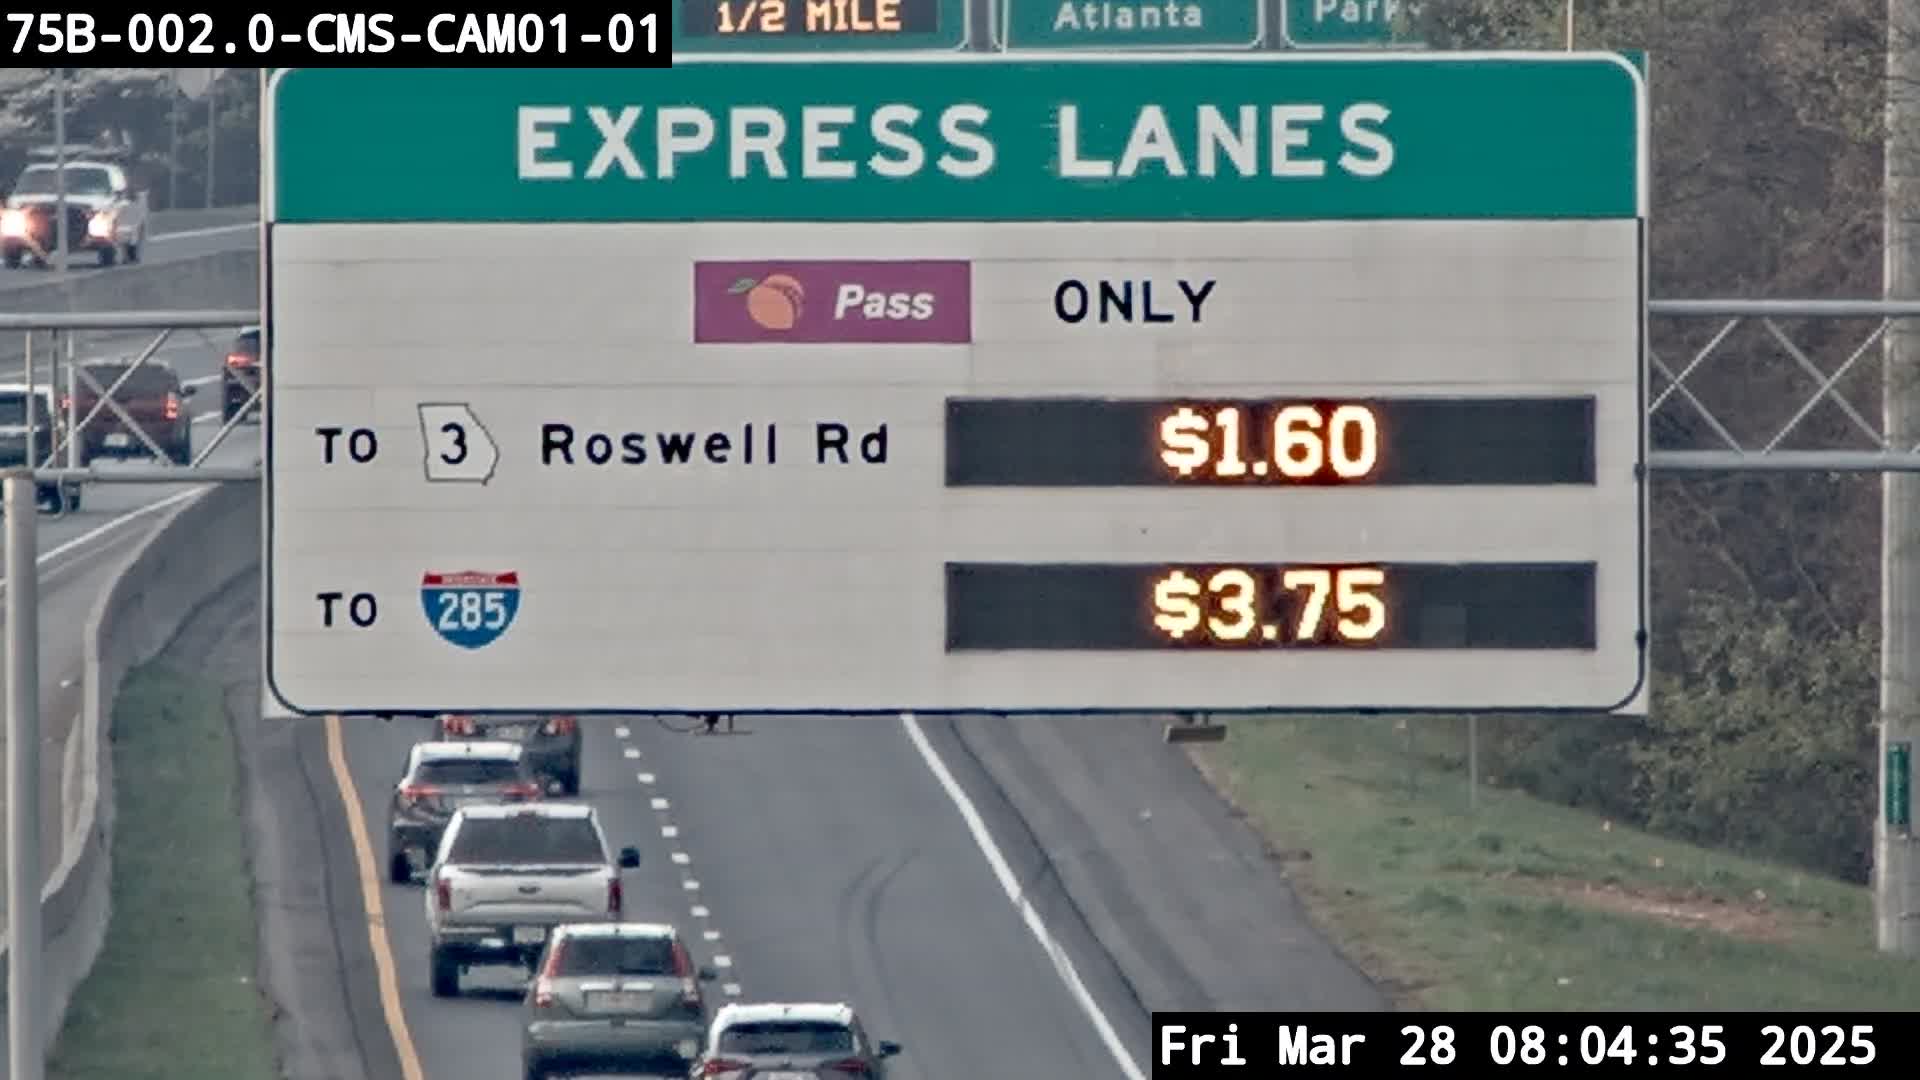 75B-002.0-CMS-CAM01-01
1/2 MILE
Atlanta
EXPRESS LANES
Pass ONLY
TO 3 Roswell Rd $1.60
TO 285 $3.75
Fri Mar 28 08:04:35 2025